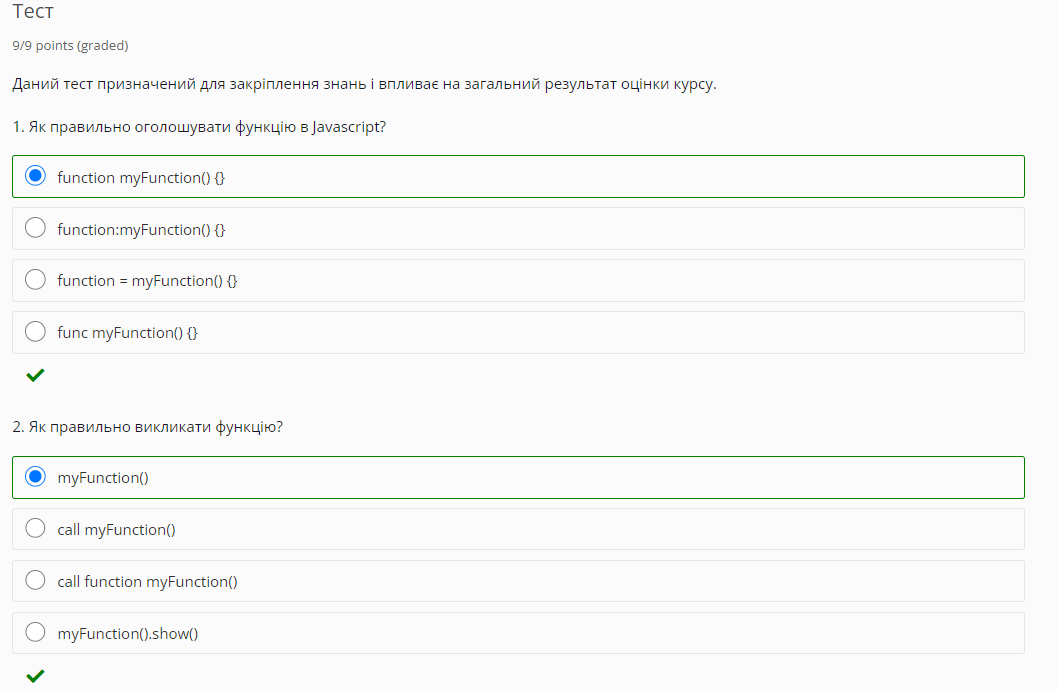 Тест
9/9 points (graded)
Даний тест призначений для закріплення знань і впливає на загальний результат оцінки курсу.
1. Як правильно оголошувати функцію в Javascript?
function myFunction() {}
function:myFunction() {}
function = myFunction() {}
func myFunction() {}
2. Як правильно викликати функцію?
myFunction()
call myFunction()
call function myFunction()
myFunction().show()